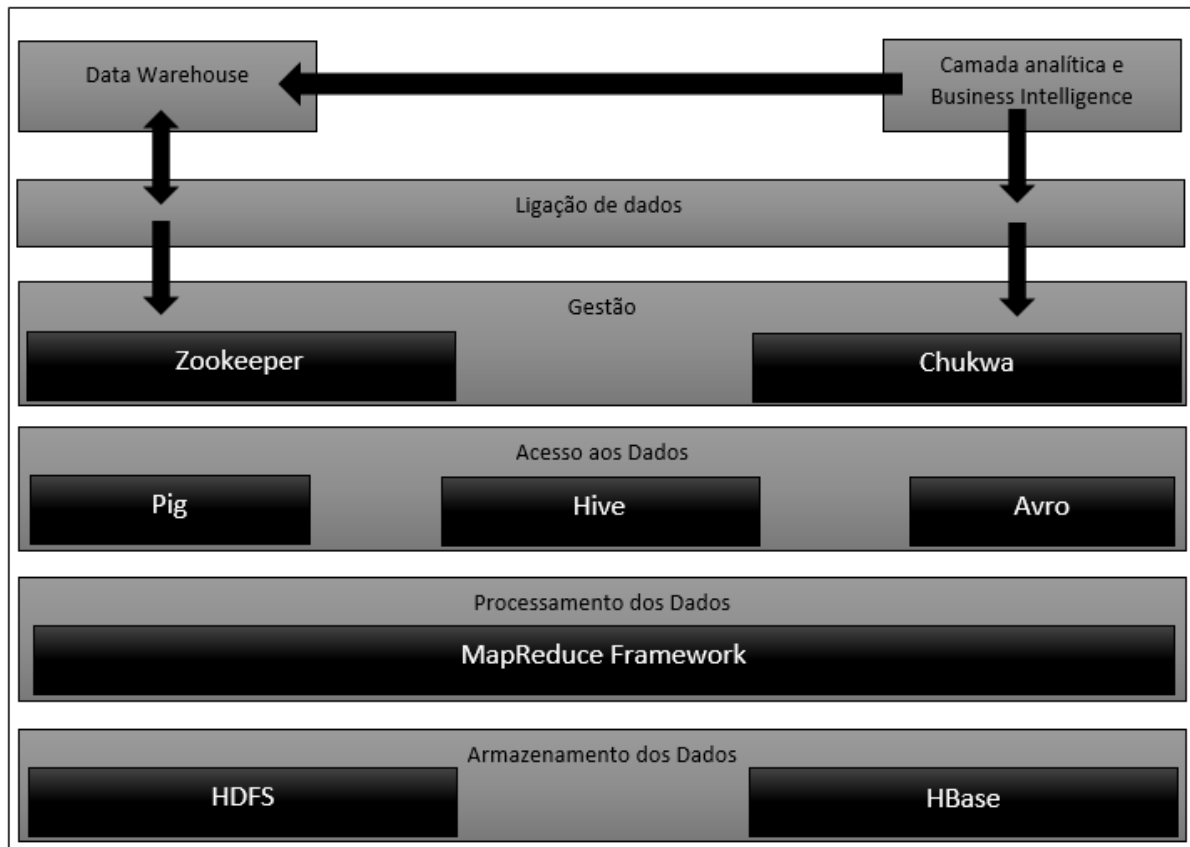 Data Warehouse
Camada analítica e
Business Intelligence
Ligação de dados
Gestão
Zookeeper
Chukwa
Acesso aos Dados
Pig
Hive
Avro
Processamento dos Dados
MapReduce Framework
Armazenamento dos Dados
HDFS
HBase